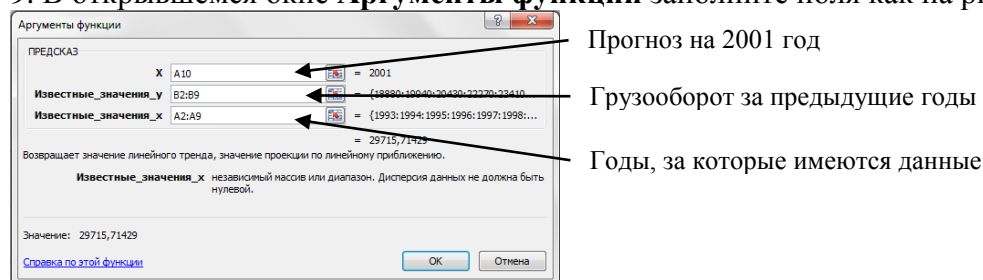 9. В открывшемся окне Аргументы функции заполните поля как на
Аргументы функции
ПРЕДСКАЗ
X A10 = 2001
Прогноз на 2001 год
Известные_значения_y B2:B9 = {18880:19940:20430:22270:23410...
Грузооборот за предыдущие годы
Известные_значения_x A2:A9 = {1993:1994:1995:1996:1997:1998:...
Годы, за которые имеются данные
= 29715,71429
Возвращает значение линейного тренда, значение проекции по линейному приближению.
Известные_значения_x независимый массив или диапазон. Дисперсия данных не должна быть
нулевой.
Значение: 29715,71429
Справка по этой функции
ОК
Отмена